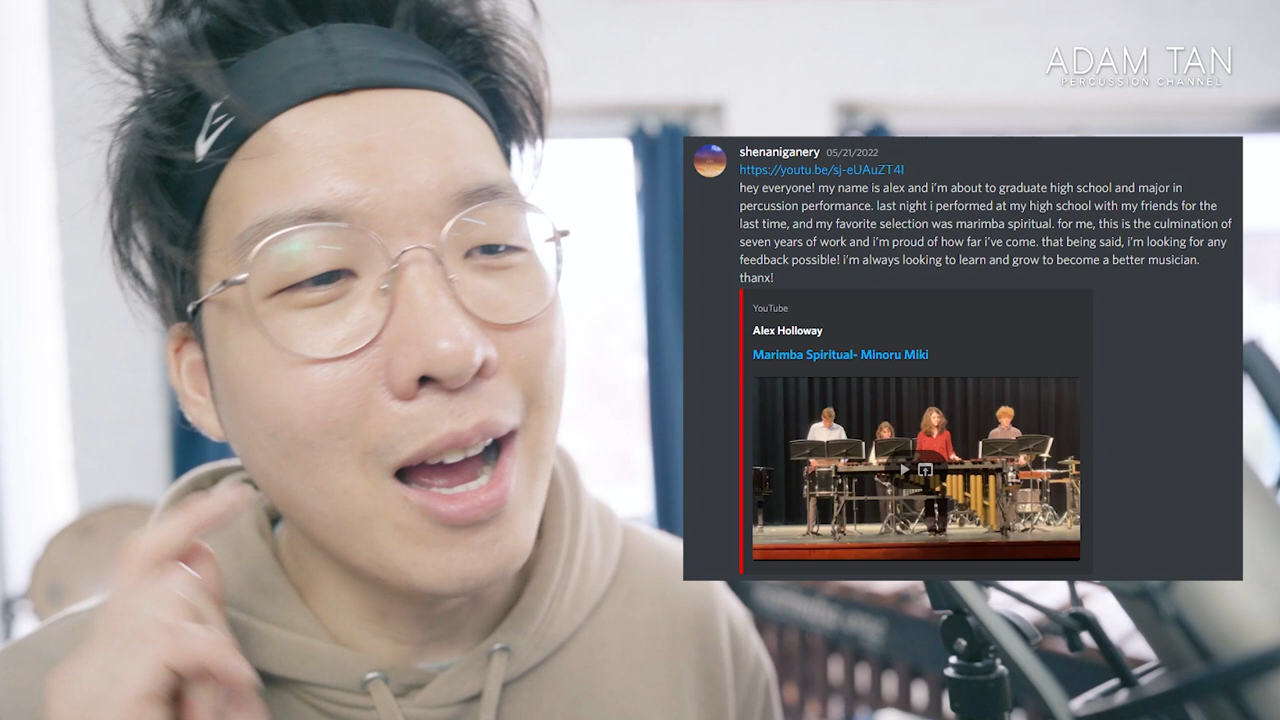 ADAM TAN
PERCUSSION CHANNEL
shenaniganery 05/21/2022
https://youtu.be/sj-eUAuZT4I
hey everyone! my name is alex and i'm about to graduate high school and major in
percussion performance. last night i performed at my high school with my friends for the
last time, and my favorite selection was marimba spiritual. for me, this is the culmination of
seven years of work and i'm proud of how far i've come. that being said, i'm looking for any
feedback possible! i'm always looking to learn and grow to become a better musician.
thanx!
YouTube
Alex Holloway
Marimba Spiritual- Minoru Miki